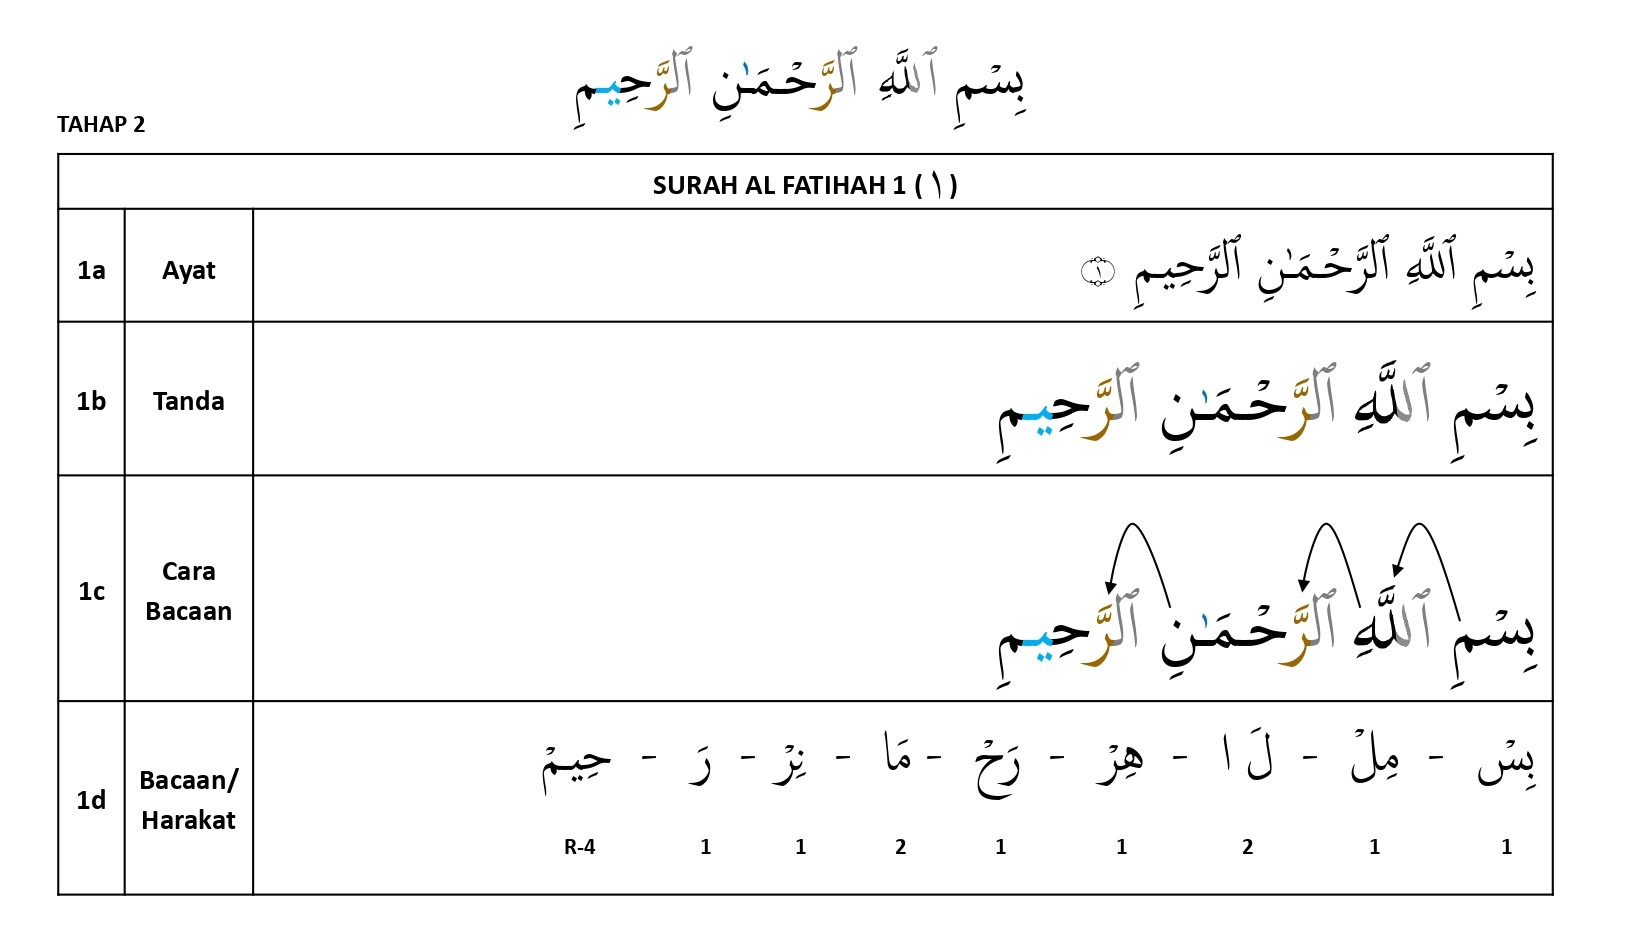 بِسْمِ ٱللَّهِ ٱلرَّحْمَـٰنِ ٱلرَّحِيمِ
TAHAP 2
SURAH AL FATIHAH 1 ( ١ )
1a Ayat بِسْمِ ٱللَّهِ ٱلرَّحْمَـٰنِ ٱلرَّحِيمِ ١
1b Tanda بِسْمِ ٱللَّهِ ٱلرَّحْمَـٰنِ ٱلرَّحِيمِ
1c Cara Bacaan بِسْمِ ٱللَّهِ ٱلرَّحْمَـٰنِ ٱلرَّحِيمِ
1d Bacaan/ Harakat بِسْ - مِلْ - لَ ا - هِرْ - رَحْ - مَا - نِرْ - رَ - حِيمْ
R-4 1 1 2 1 1 2 1 1